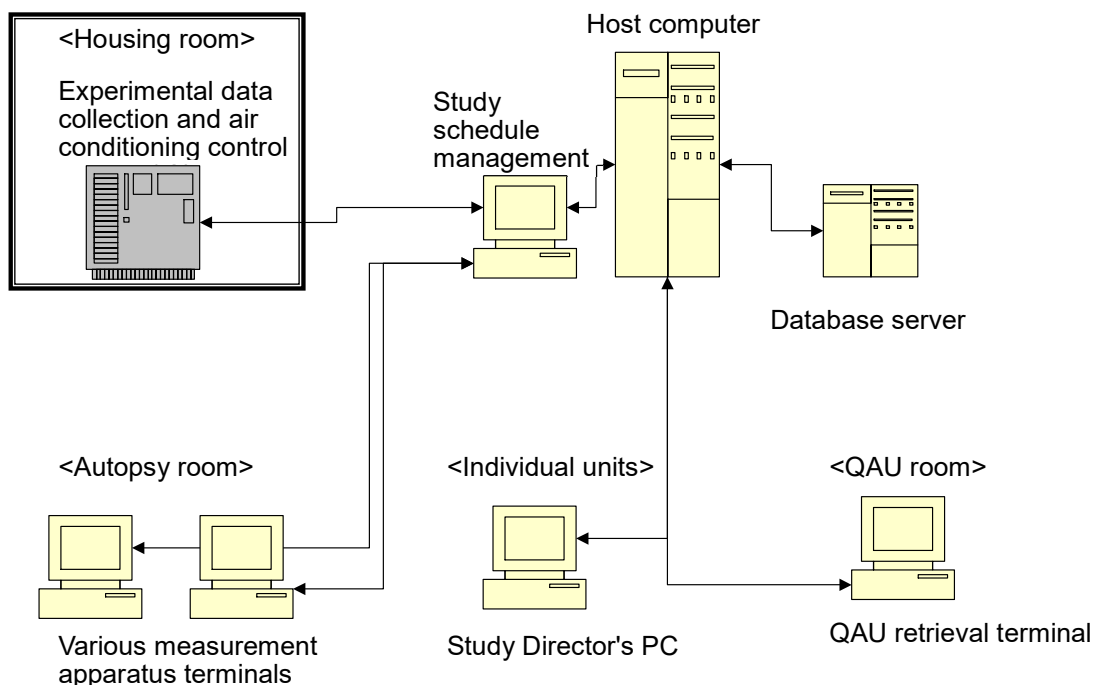 <Housing room>
Experimental data
collection and air
conditioning control
Study
schedule
management
Host computer
Database server
<Autopsy room>
<Individual units>
<QAU room>
Various measurement
apparatus terminals
Study Director's PC
QAU retrieval terminal